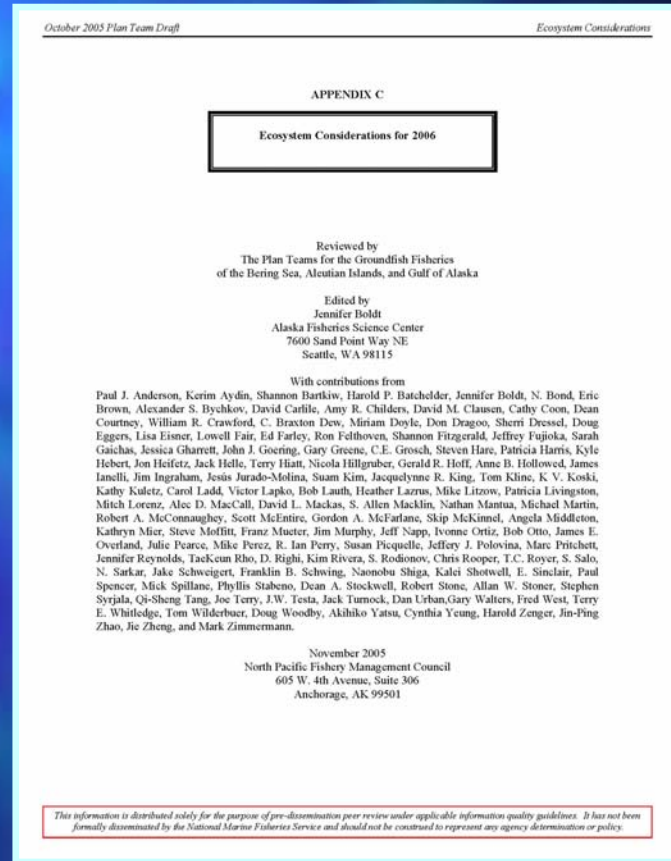 October 2005 Plan Team Draft Ecosystem Considerations
APPENDIX C
Ecosystem Considerations for 2006
Reviewed by
The Plan Teams for the Groundfish Fisheries
of the Bering Sea, Aleutian Islands, and Gulf of Alaska
Edited by
Jennifer Boldt
Alaska Fisheries Science Center
7600 Sand Point Way NE
Seattle, WA 98115
With contributions from
Paul J. Anderson, Kerim Aydin, Shannon Bartkiw, Harold P. Batchelder, Jennifer Boldt, N. Bond, Eric
Brown, Alexander S. Bychkov, David Carlile, Amy R. Childers, David M. Clausen, Cathy Coon, Dean
Courtney, William R. Crawford, C. Braxton Dew, Miriam Doyle, Don Dragoo, Sherri Dressel, Doug
Eggers, Lisa Eisner, Lowell Fair, Ed Farley, Ron Felthoven, Shannon Fitzgerald, Jeffrey Fujioka, Sarah
Gaichas, Jessica Gharrett, John J. Goering, Gary Greene, C.E. Grosch, Steven Hare, Patricia Harris, Kyle
Hebert, Jon Heifetz, Jack Helle, Terry Hiatt, Nicola Hillgruber, Gerald R. Hoff, Anne B. Hollowed, James
Ianelli, Jim Ingraham, Jesús Jurado-Molina, Suam Kim, Jacquelynne R. King, Tom Kline, K V. Koski,
Kathy Kuletz, Carol Ladd, Victor Lapko, Bob Lauth, Heather Lazrus, Mike Litzow, Patricia Livingston,
Mitch Lorenz, Alec D. MacCall, David L. Mackas, S. Allen Macklin, Nathan Mantua, Michael Martin,
Robert A. McConnaughey, Scott McEntire, Gordon A. McFarlane, Skip McKinnel, Angela Middleton,
Kathryn Mier, Steve Moffitt, Franz Mueter, Jim Murphy, Jeff Napp, Ivonne Ortiz, Bob Otto, James E.
Overland, Julie Pearce, Mike Perez, R. Ian Perry, Susan Picquelle, Jeffery J. Polovina, Marc Pritchett,
Jennifer Reynolds, TaeKeun Rho, D. Righi, Kim Rivera, S. Rodionov, Chris Rooper, T.C. Royer, S. Salo,
N. Sarkar, Jake Schweigert, Franklin B. Schwing, Naonobu Shiga, Kalei Shotwell, E. Sinclair, Paul
Spencer, Mick Spillane, Phyllis Stabeno, Dean A. Stockwell, Robert Stone, Allan W. Stoner, Stephen
Syrjala, Qi-Sheng Tang, Joe Terry, J.W. Testa, Jack Turnock, Dan Urban,Gary Walters, Fred West, Terry
E. Whitledge, Tom Wilderbuer, Doug Woodby, Akihiko Yatsu, Cynthia Yeung, Harold Zenger, Jin-Ping
Zhao, Jie Zheng, and Mark Zimmermann.
November 2005
North Pacific Fishery Management Council
605 W. 4th Avenue, Suite 306
Anchorage, AK 99501
This information is distributed solely for the purpose of pre-dissemination peer review under applicable information quality guidelines. It has not been
formally disseminated by the National Marine Fisheries Service and should not be construed to represent any agency determination or policy.